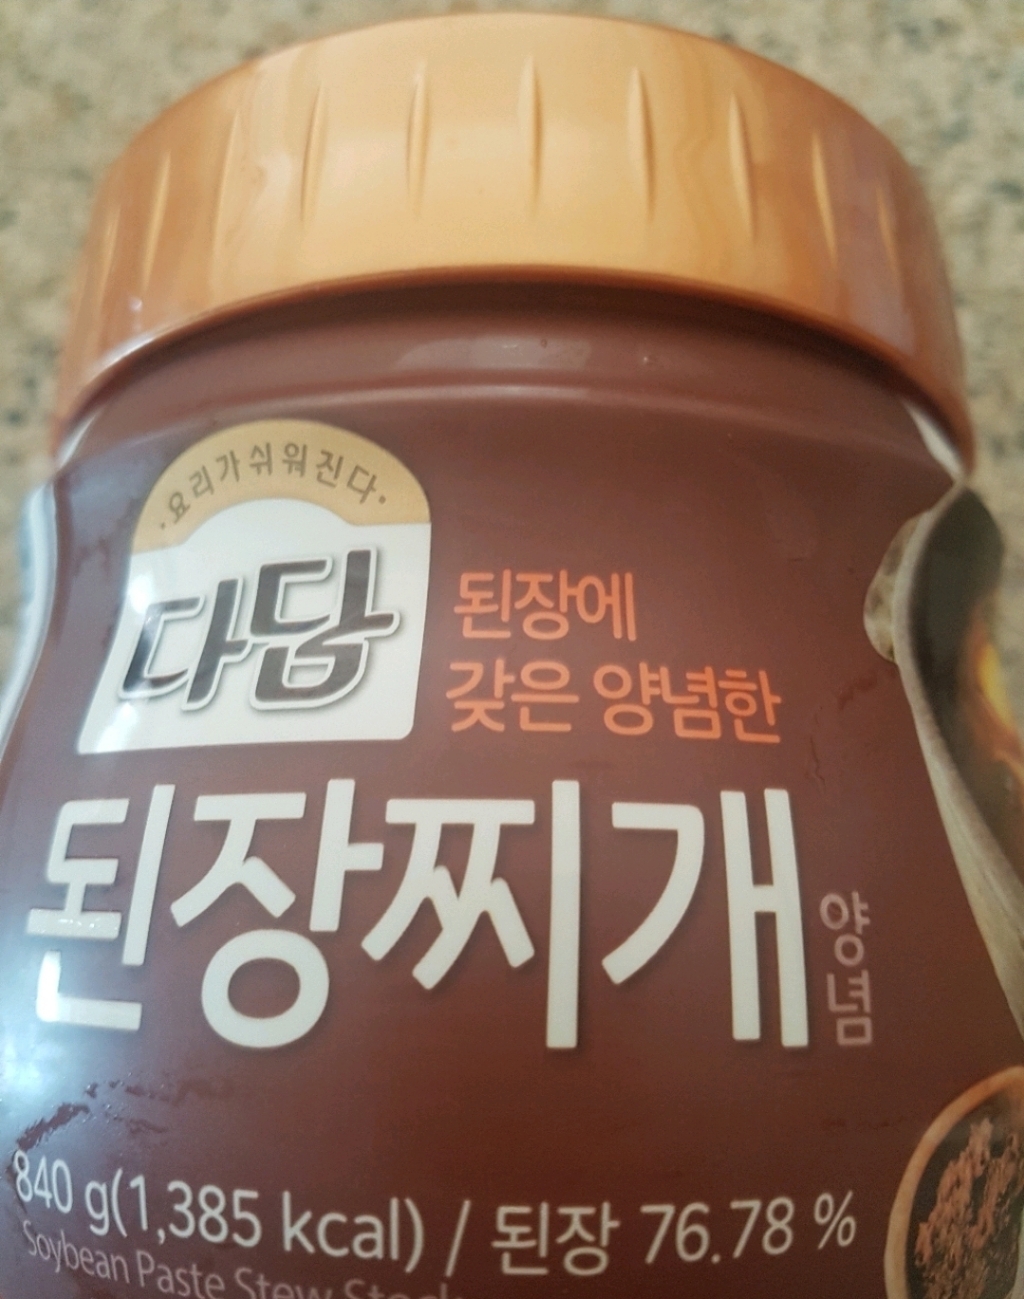 요리가쉬워진다
다담
된장에
갖은 양념한
된장찌개
양념
840 g(1,385 kcal) / 된장 76.78 %
Soybean Paste Stew Stock